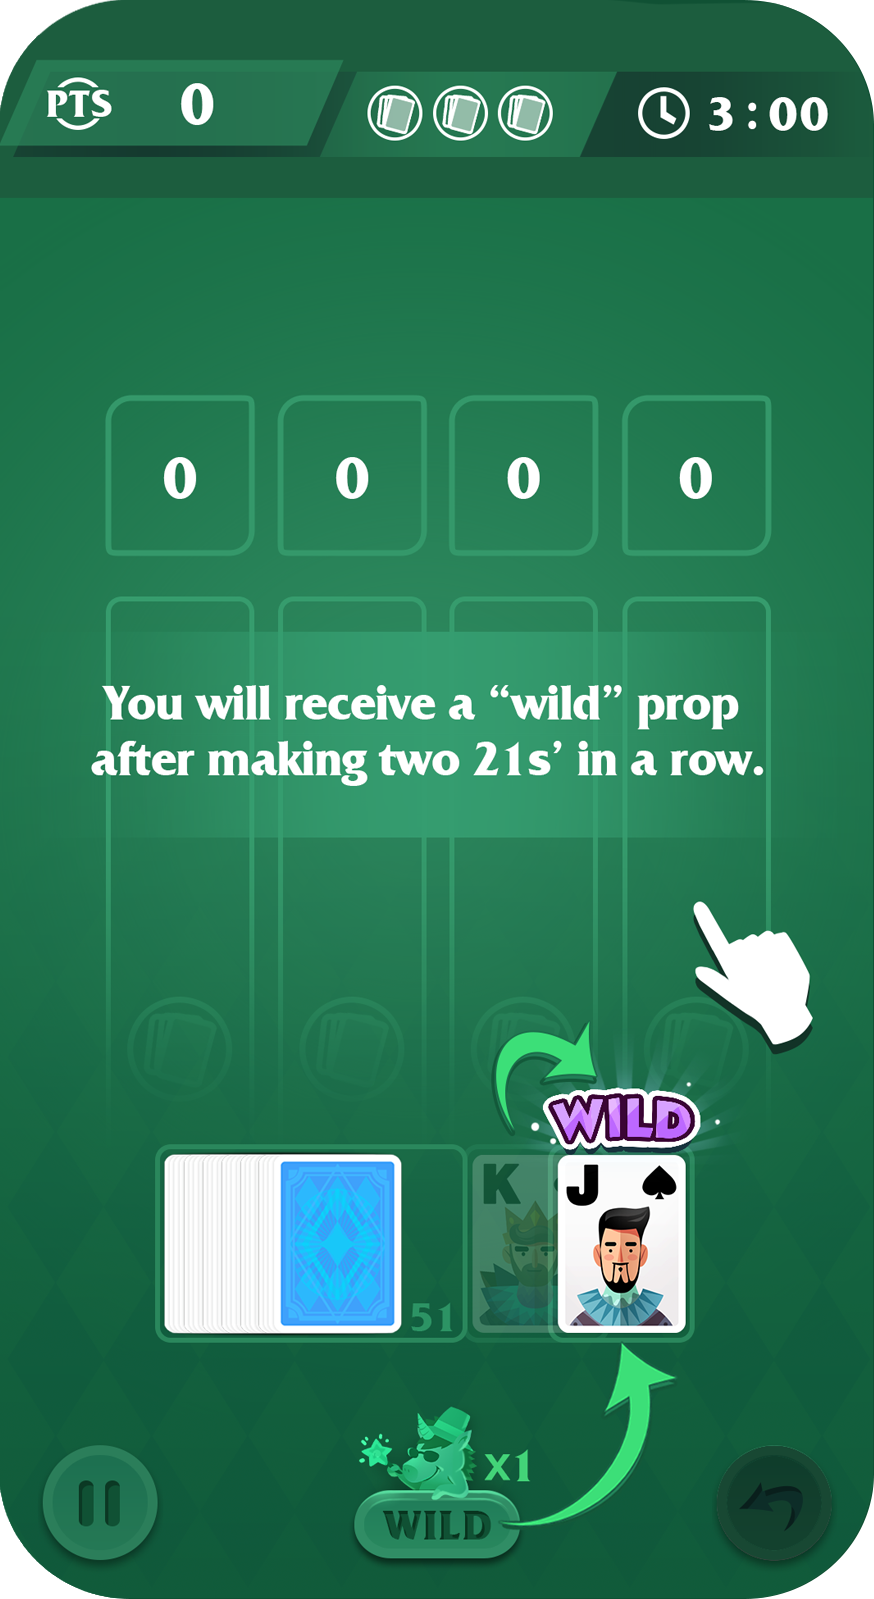 PTS 0 3:00
0 0 0 0
You will receive a “wild” prop
after making two 21s’ in a row.
WILD
K J
51
x1
WILD